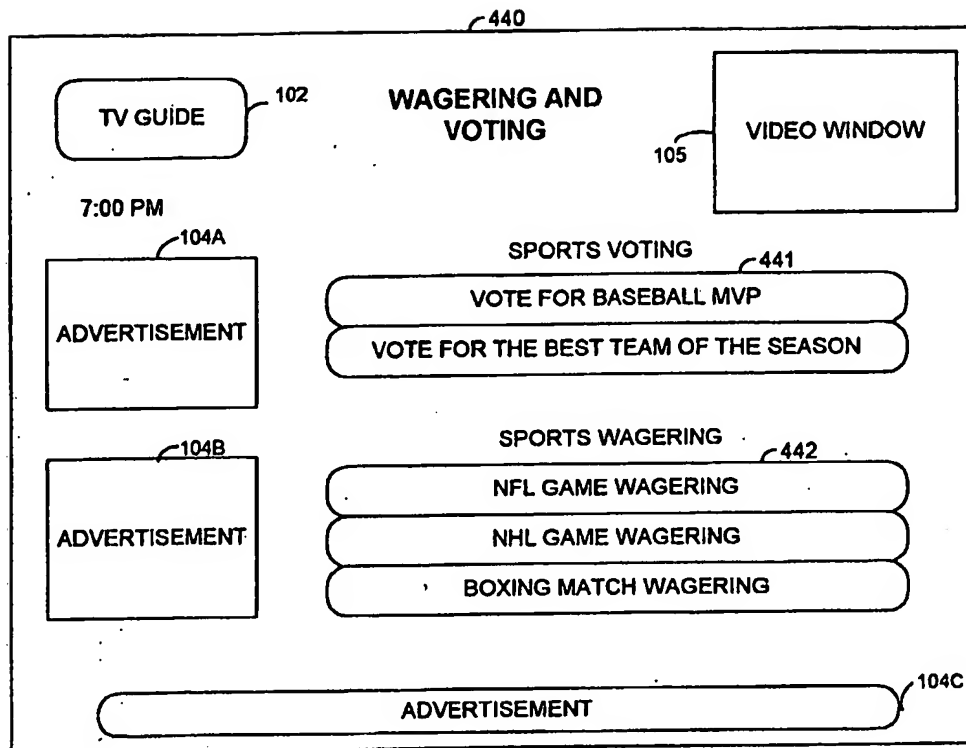 440
TV GUIDE
102
WAGERING AND
VOTING
105
VIDEO WINDOW
7:00 PM
104A
ADVERTISEMENT
SPORTS VOTING
441
VOTE FOR BASEBALL MVP
VOTE FOR THE BEST TEAM OF THE SEASON
104B
ADVERTISEMENT
SPORTS WAGERING
442
NFL GAME WAGERING
NHL GAME WAGERING
BOXING MATCH WAGERING
ADVERTISEMENT
104C